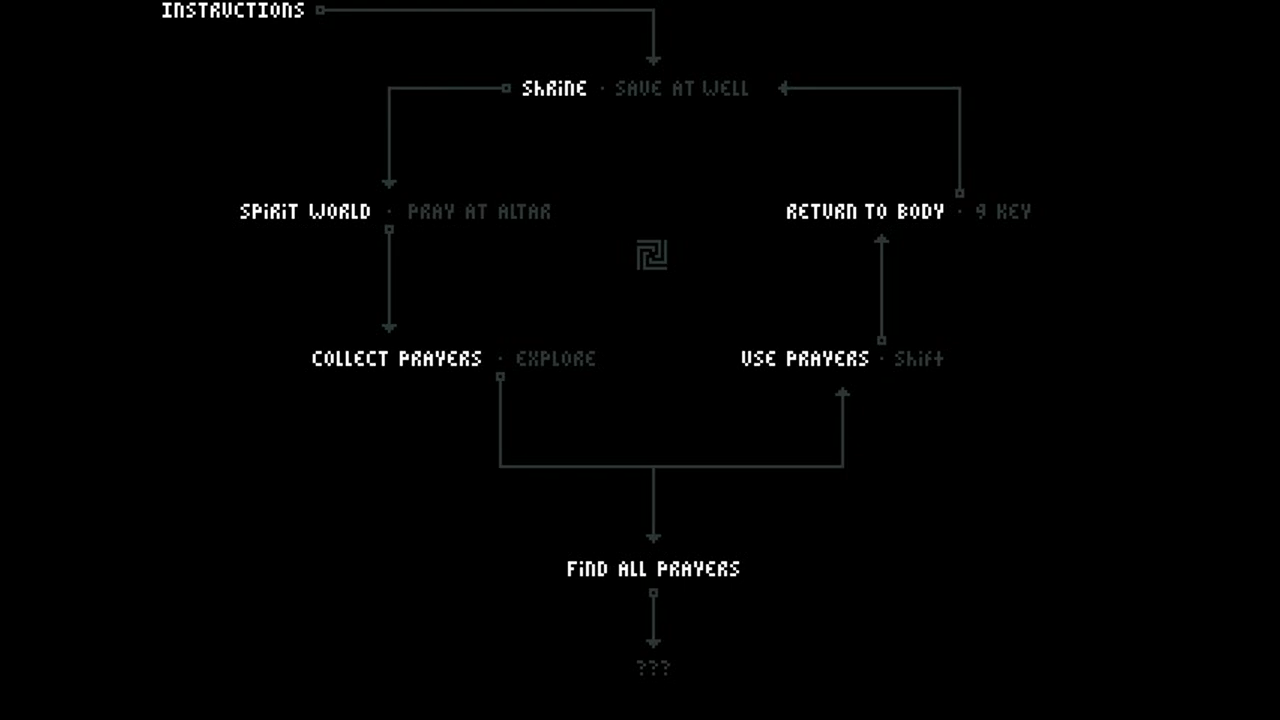 INSTRUCTIONS
ShRiNE · SAVE AT WELL
SPiRiT WORLD · PRAY AT ALTAR
RETURN TO BODY · 9 KEY
COLLECT PRAYERS · EXPLORE
USE PRAYERS · Shift
FiND ALL PRAYERS
???